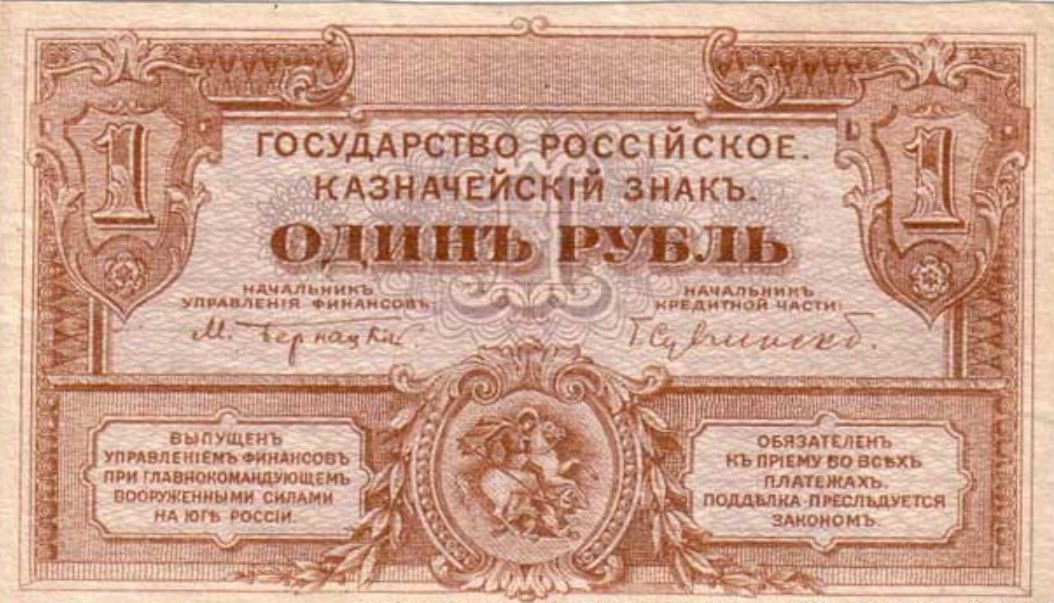 1 1
ГОСУДАРСТВО РОССІЙСКОЕ.
КАЗНАЧЕЙСКІЙ ЗНАКЪ.
ОДИНЪ РУБЛЬ
НАЧАЛЬНИКЪ
УПРАВЛЕНІЯ ФИНАНСОВЪ:
НАЧАЛЬНИКЪ
КРЕДИТНОЙ ЧАСТИ:
М. Бернацкій
ВЫПУЩЕНЪ
УПРАВЛЕНІЕМЪ ФИНАНСОВЪ
ПРИ ГЛАВНОКОМАНДУЮЩЕМЪ
ВООРУЖЕННЫМИ СИЛАМИ
НА ЮГѢ РОССІИ.
ОБЯЗАТЕЛЕНЪ
КЪ ПРІЕМУ ВО ВСѢХЪ
ПЛАТЕЖАХЪ.
ПОДДѢЛКА ПРЕСЛѢДУЕТСЯ
ЗАКОНОМЪ.